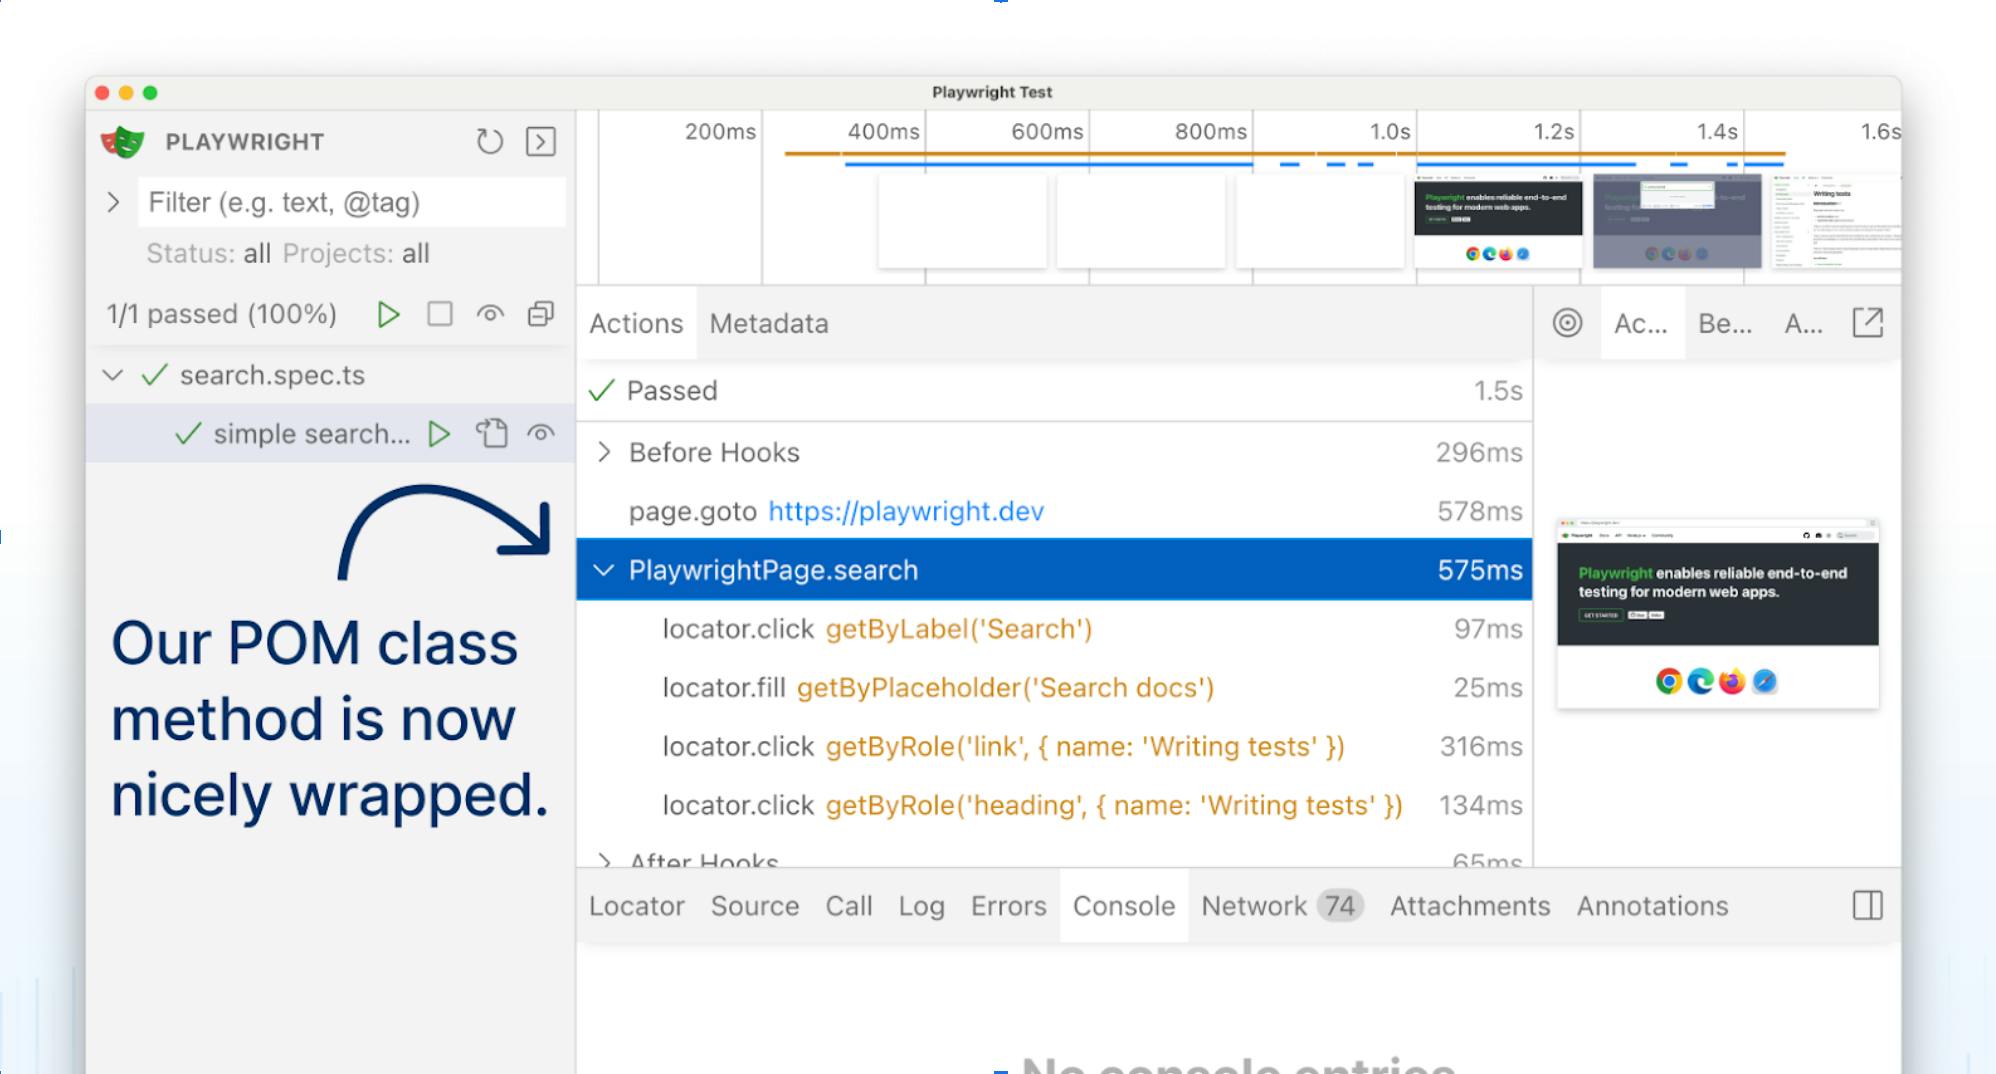 Playwright Test
PLAYWRIGHT
Filter (e.g. text, @tag)
Status: all Projects: all
1/1 passed (100%)
search.spec.ts
simple search...
Our POM class
method is now
nicely wrapped.
200ms 400ms 600ms 800ms 1.0s 1.2s 1.4s 1.6s
Playwright enables reliable end-to-end
testing for modern web apps.
Writing tests
Actions Metadata
Passed 1.5s
Before Hooks 296ms
page.goto https://playwright.dev 578ms
PlaywrightPage.search 575ms
locator.click getByLabel('Search') 97ms
locator.fill getByPlaceholder('Search docs') 25ms
locator.click getByRole('link', { name: 'Writing tests' }) 316ms
locator.click getByRole('heading', { name: 'Writing tests' }) 134ms
After Hooks 65ms
Ac... Be... A...
Playwright enables reliable end-to-end
testing for modern web apps.
GET STARTED
Locator Source Call Log Errors Console Network 74 Attachments Annotations
No console entries